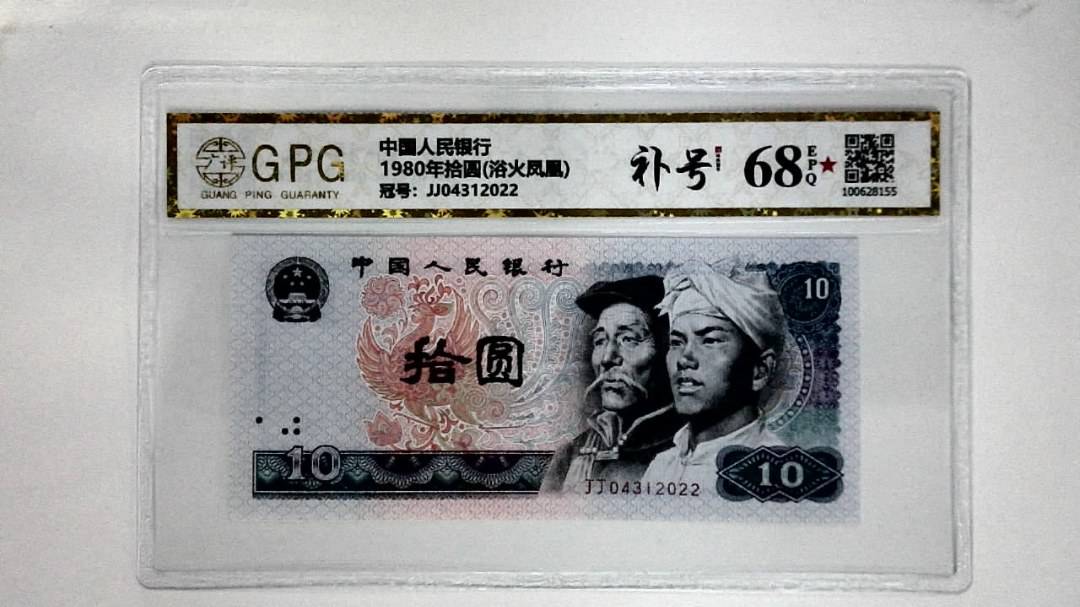 GPG
GUANG PING GUARANTY
中国人民银行
1980年拾圆(浴火凤凰)
冠号: JJ04312022
补号
68
EPQ
100628155
中国人民银行
10
拾圆
10
JJ04312022
10